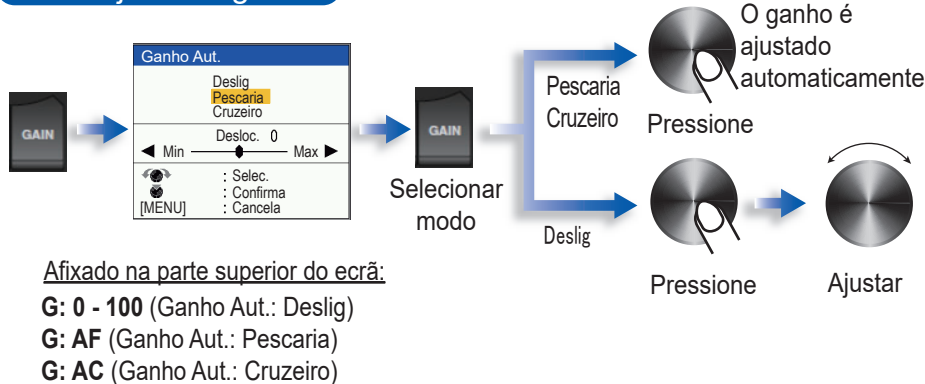 GAIN
Ganho Aut.
Deslig
Pescaria
Cruzeiro
Desloc. 0
◀ Min Max ▶
: Selec.
: Confirma
[MENU] : Cancela
GAIN
Selecionar
modo
Pescaria
Cruzeiro
Deslig
O ganho é
ajustado
automaticamente
Pressione
Pressione
Ajustar
Afixado na parte superior do ecrã:
G: 0 - 100 (Ganho Aut.: Deslig)
G: AF (Ganho Aut.: Pescaria)
G: AC (Ganho Aut.: Cruzeiro)